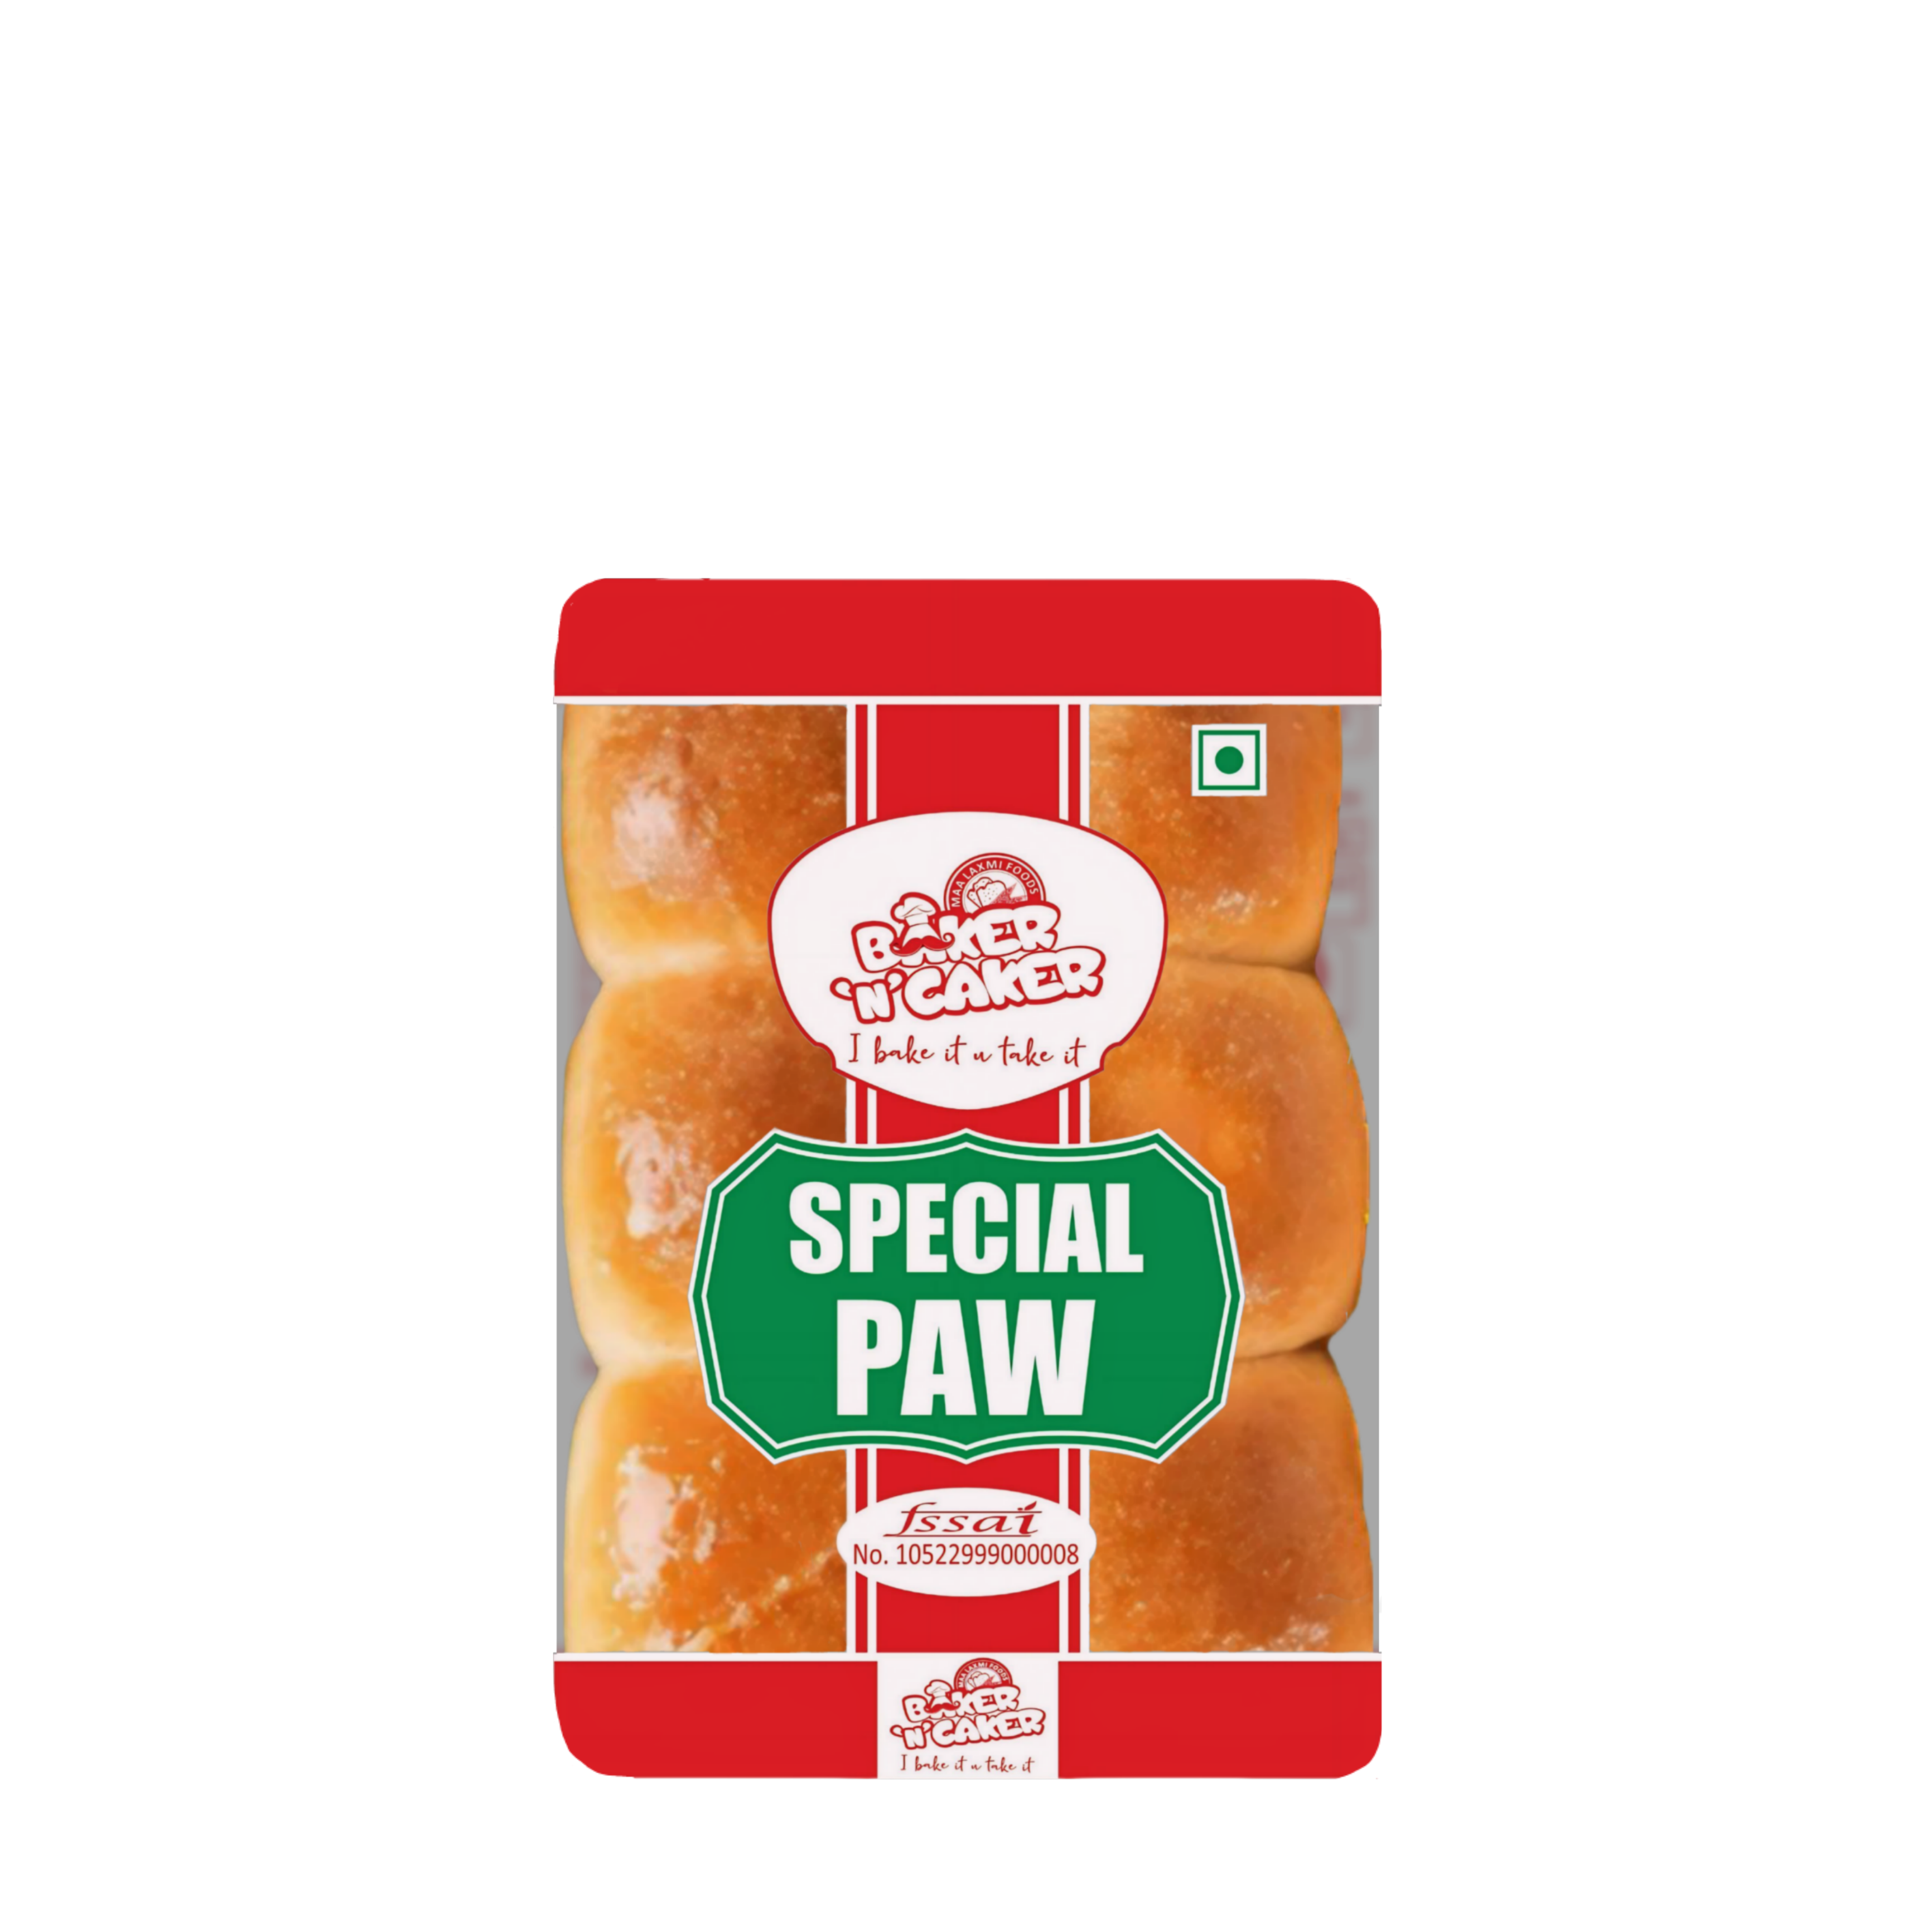 MAA LAXMI FOODS
BAKER
'N' CAKER
I bake it u take it
SPECIAL
PAW
fssai
No. 10522999000008
MAA LAXMI FOODS
BAKER
'N' CAKER
I bake it u take it